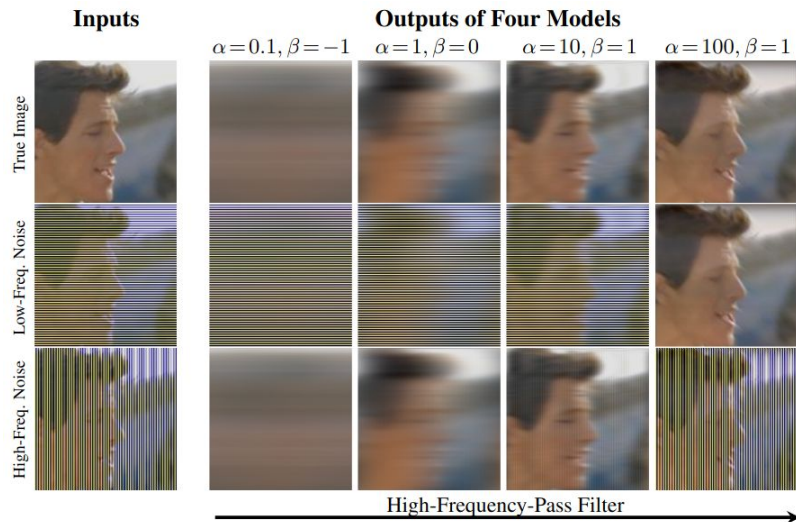 Inputs
Outputs of Four Models
α=0.1, β=−1
α=1, β=0
α=10, β=1
α=100, β=1
True Image
Low-Freq. Noise
High-Freq. Noise
High-Frequency-Pass Filter